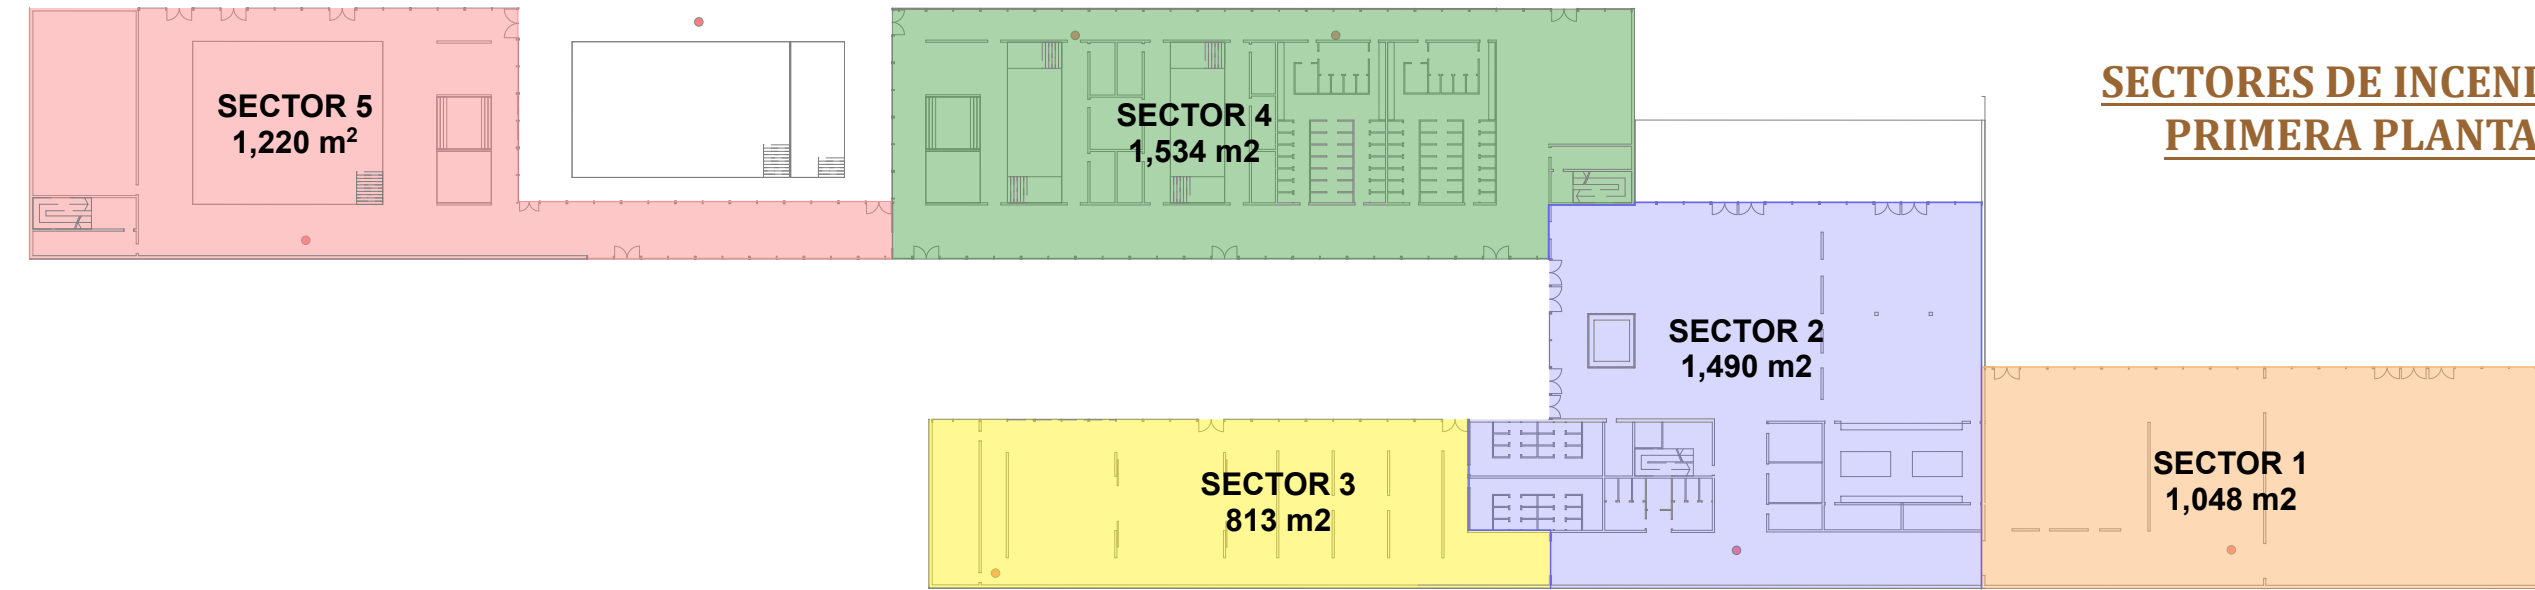 SECTORES DE INCENDI
PRIMERA PLANTA
SECTOR 5
1,220 m²
SECTOR 4
1,534 m2
SECTOR 2
1,490 m2
SECTOR 3
813 m2
SECTOR 1
1,048 m2